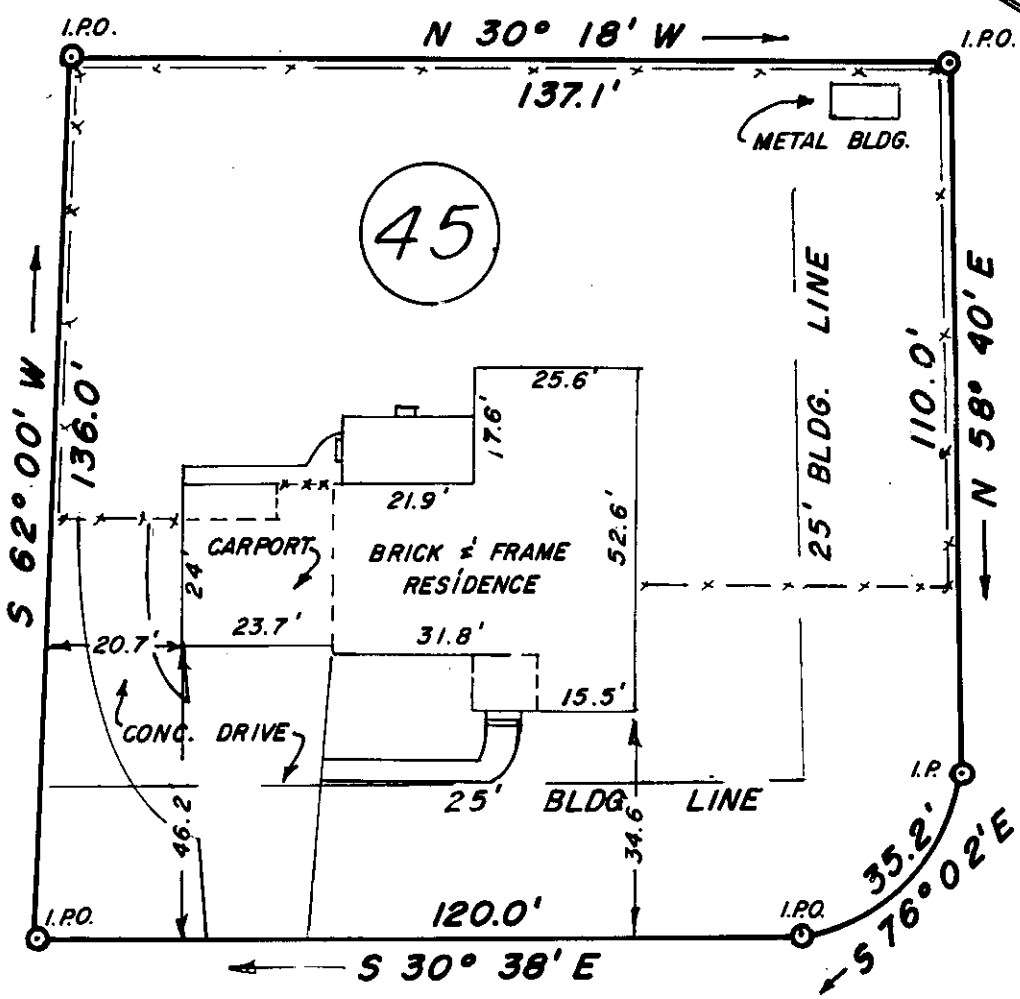 I.P.O.
N 30° 18' W
I.P.O.
137.1'
METAL BLDG.
45
S 62° 00' W
136.0'
25' BLDG. LINE
110.0'
N 58° 40' E
25.6'
17.6'
21.9'
52.6'
CARPORT
BRICK & FRAME
RESIDENCE
24'
23.7'
31.8'
20.7'
15.5'
CONC. DRIVE
I.P.
25' BLDG. LINE
46.2
34.6'
35.2'
S 76° 02' E
I.P.O.
120.0'
I.P.O.
S 30° 38' E